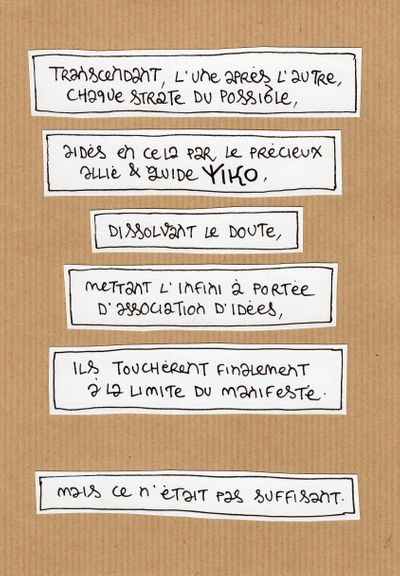 TRANSCENDANT, L'UNE APRÈS L'AUTRE,
CHAQUE STRATE DU POSSIBLE,
AIDÉS EN CELA PAR LE PRÉCIEUX
ALLIÉ & GUIDE YIKO,
DISSOLVANT LE DOUTE,
METTANT L'INFINI À PORTÉE
D'ASSOCIATION D'IDÉES,
ILS TOUCHÈRENT FINALEMENT
À LA LIMITE DU MANIFESTE.
MAIS CE N'ÉTAIT PAS SUFFISANT.